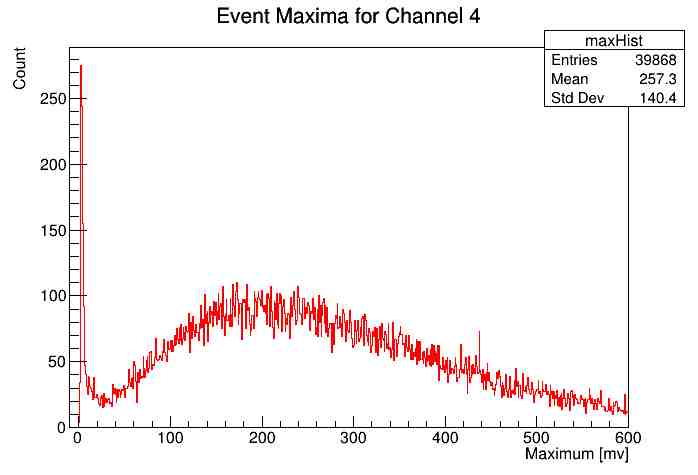 Event Maxima for Channel 4
maxHist
Entries 39868
Mean 257.3
Std Dev 140.4
Count
250
200
150
100
50
0
0 100 200 300 400 500 600
Maximum [mv]